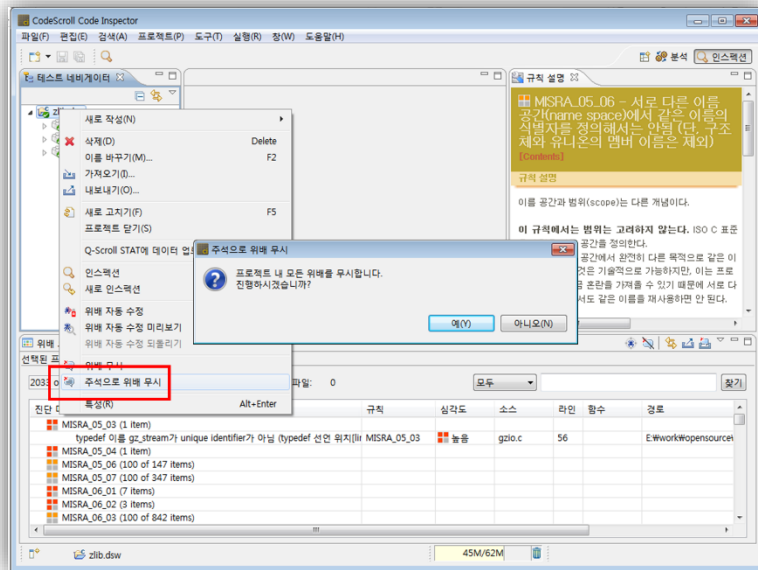 CodeScroll Code Inspector
파일(F) 편집(E) 검색(A) 프로젝트(P) 도구(T) 실행(R) 창(W) 도움말(H)
분석 인스펙션
테스트 네비게이터
규칙 설명
새로 작성(N)
삭제(D) Delete
이름 바꾸기(M)... F2
가져오기(I)...
내보내기(O)...
새로 고치기(F) F5
프로젝트 닫기(S)
Q-Scroll STAT에 데이터
인스펙션
새로 인스펙션
위배 자동 수정
위배 자동 수정 미리보기
위배 자동 수정 되돌리기
위배 무시
주석으로 위배 무시
특성(R) Alt+Enter
MISRA_05_06 - 서로 다른 이름
공간(name space)에서 같은 이름의
식별자를 정의해서는 안됨 (단, 구조
체와 유니온의 멤버 이름은 제외)
[Contents]
규칙 설명
이름 공간과 범위(scope)는 다른 개념이다.
이 규칙에서는 범위는 고려하지 않는다. ISO C 표준
공간을 정의한다.
공간에서 완전히 다른 목적으로 같은 이
것은 기술적으로 가능하지만, 이는 프로
혼란을 가져올 수 있기 때문에 서로 다
서도 같은 이름을 재사용하면 안 된다.
주석으로 위배 무시
프로젝트 내 모든 위배를 무시합니다.
진행하시겠습니까?
예(Y) 아니오(N)
위배
선택된
2033
파일: 0
모두
찾기
진단 규칙 심각도 소스 라인 함수 경로
MISRA_05_03 (1 item)
typedef 이름 gz_stream가 unique identifier가 아님 (typedef 선언 위치[li MISRA_05_03 높음 gzio.c 56 E:₩work₩opensource₩
MISRA_05_04 (1 item)
MISRA_05_06 (100 of 147 items)
MISRA_05_07 (100 of 347 items)
MISRA_06_01 (7 items)
MISRA_06_02 (3 items)
MISRA_06_03 (100 of 842 items)
zlib.dsw
45M/62M